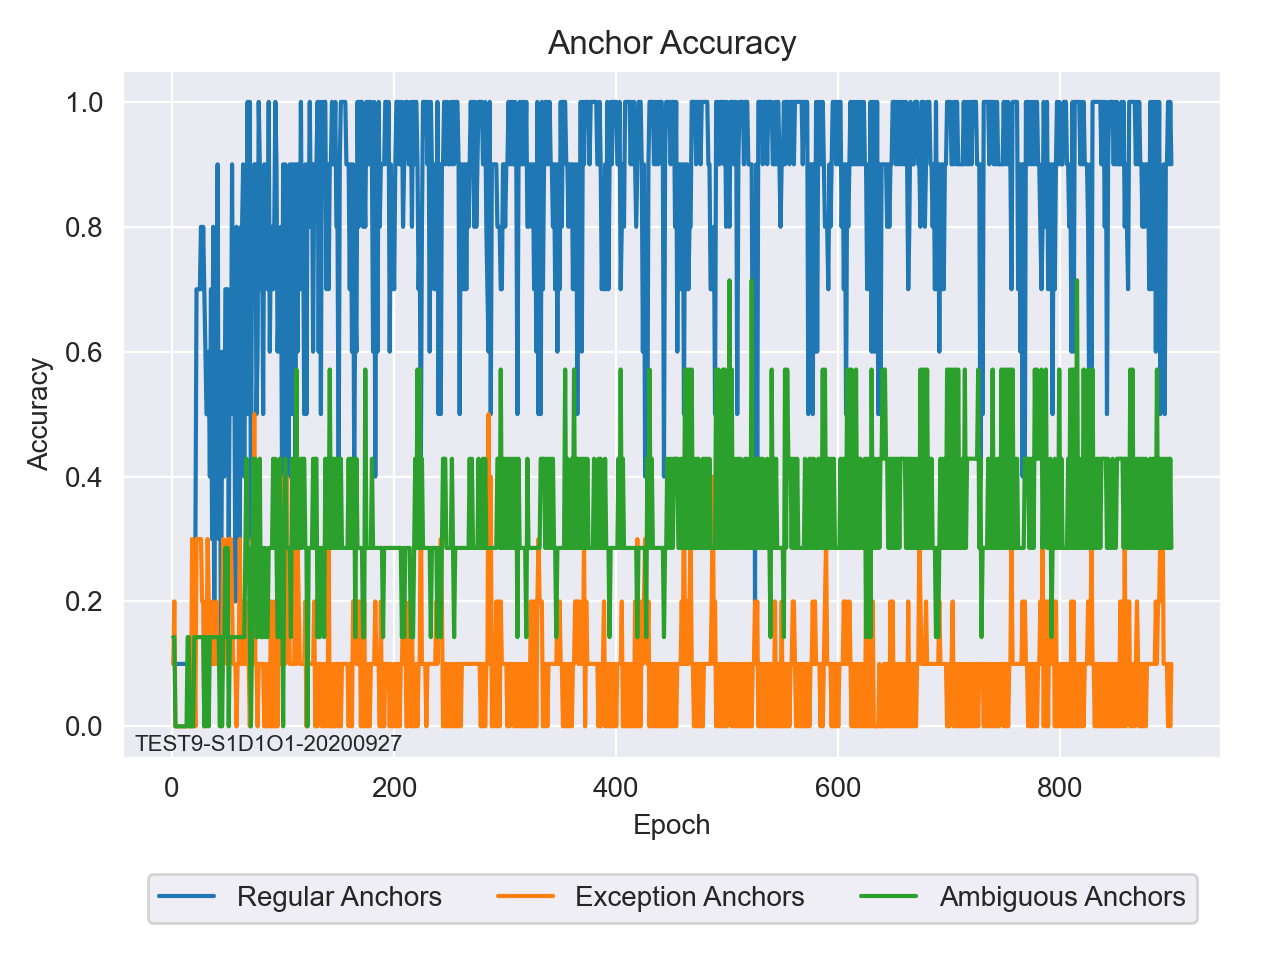 Anchor Accuracy
1.0
0.8
0.6
0.4
0.2
0.0
Accuracy
TEST9-S1D1O1-20200927
0 200 400 600 800
Epoch
Regular Anchors Exception Anchors Ambiguous Anchors